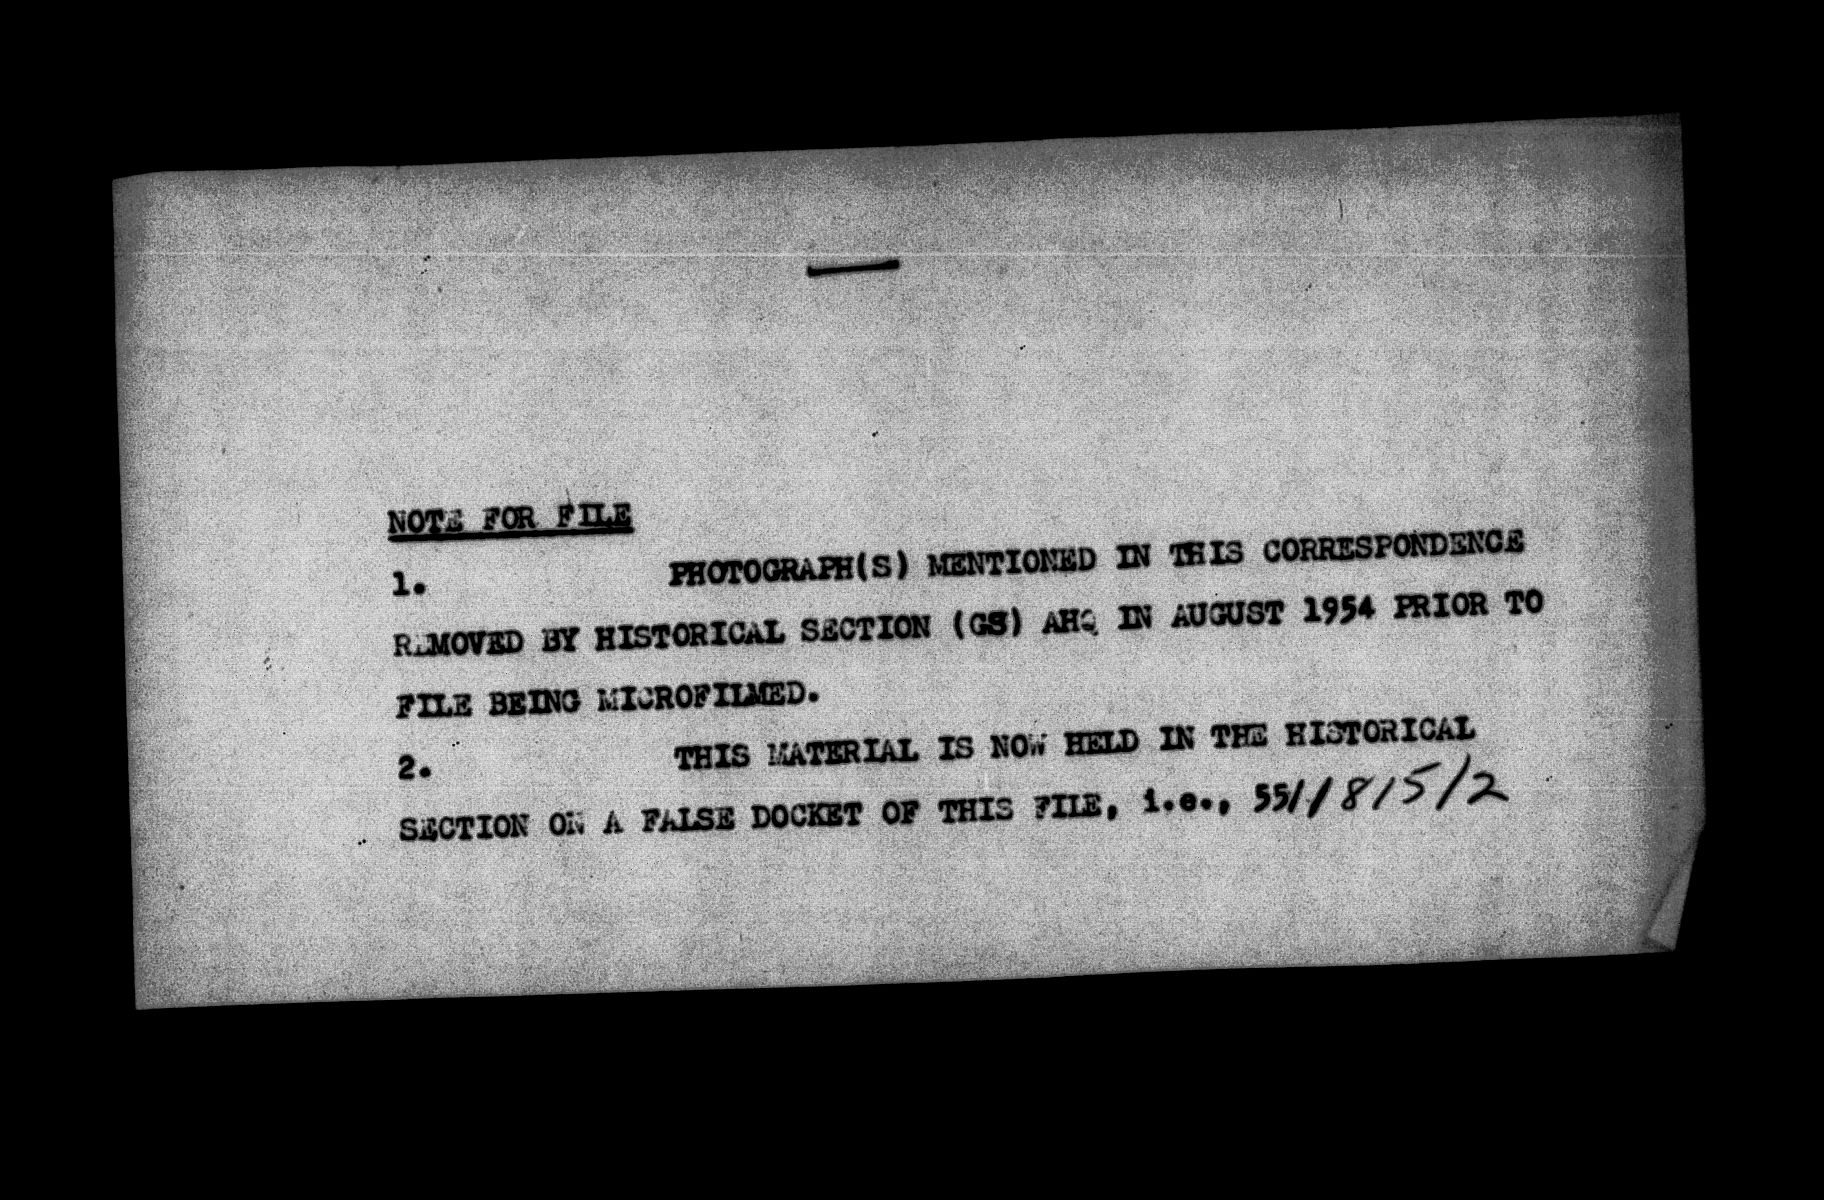 NOTE FOR FILE
1. PHOTOGRAPH(S) MENTIONED IN THIS CORRESPONDENCE
REMOVED BY HISTORICAL SECTION (GS) AHQ IN AUGUST 1954 PRIOR TO
FILE BEING MICROFILMED.
2. THIS MATERIAL IS NOW HELD IN THE HISTORICAL
SECTION ON A FALSE DOCKET OF THIS FILE, i.e., 55//815/2